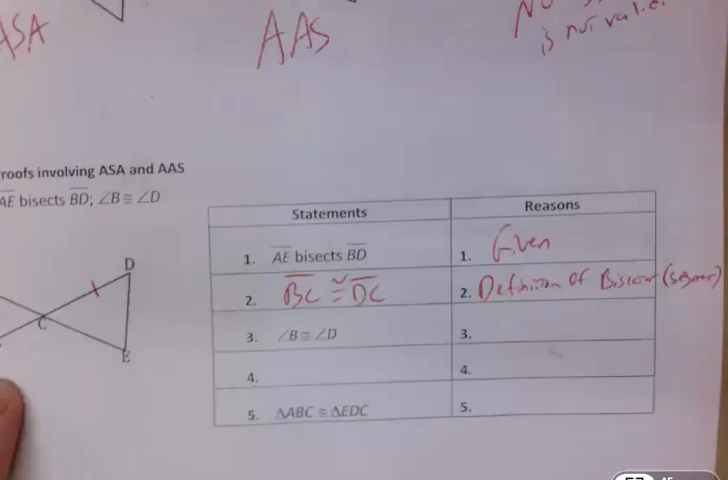 ASA
AAS
No
is not valid
roofs involving ASA and AAS
AE bisects BD; ∠B ≅ ∠D
D
C
E
Statements Reasons
1. AE bisects BD 1. Given
2. BC ≅ DC 2. Definition Of Bisector (segment)
3. ∠B ≅ ∠D 3.
4. 4.
5. ΔABC ≅ ΔEDC 5.